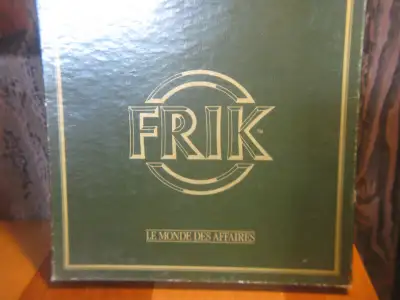 FRIK
LE MONDE DES AFFAIRES